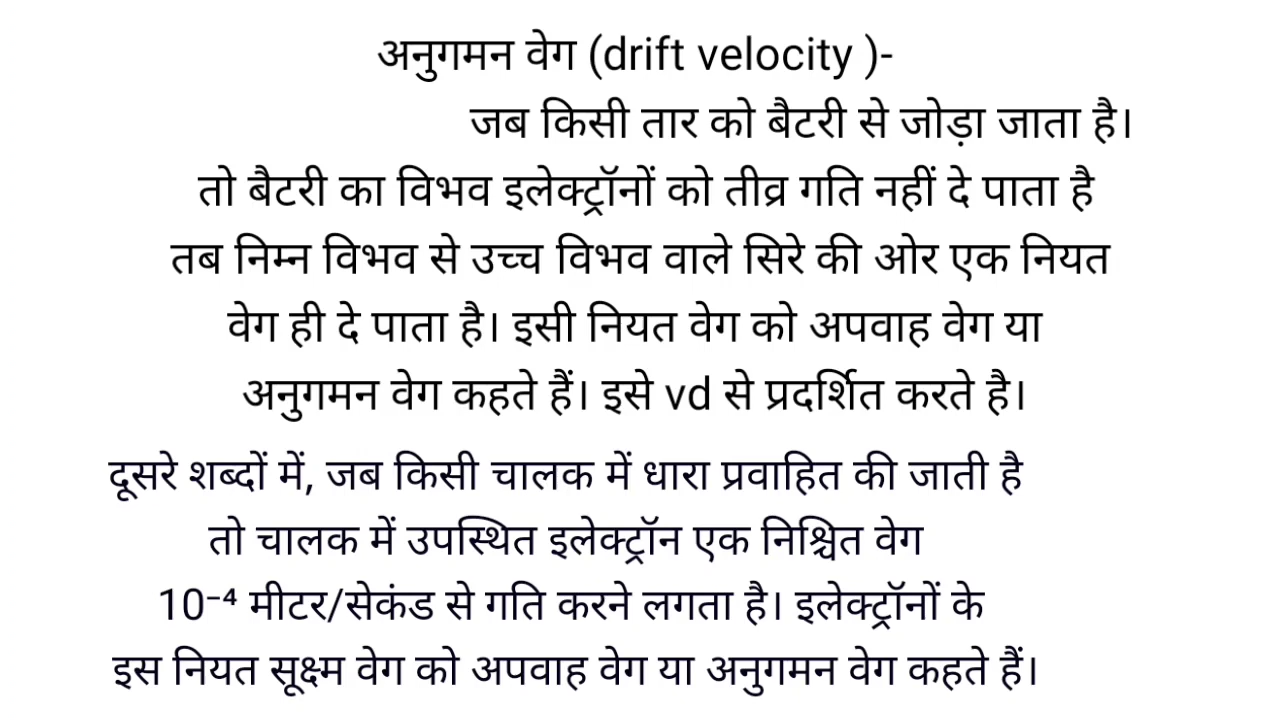 अनुगमन वेग (drift velocity )-
जब किसी तार को बैटरी से जोड़ा जाता है।
तो बैटरी का विभव इलेक्ट्रॉनों को तीव्र गति नहीं दे पाता है
तब निम्न विभव से उच्च विभव वाले सिरे की ओर एक नियत
वेग ही दे पाता है। इसी नियत वेग को अपवाह वेग या
अनुगमन वेग कहते हैं। इसे vd से प्रदर्शित करते है।
दूसरे शब्दों में, जब किसी चालक में धारा प्रवाहित की जाती है
तो चालक में उपस्थित इलेक्ट्रॉन एक निश्चित वेग
10⁻⁴ मीटर/सेकंड से गति करने लगता है। इलेक्ट्रॉनों के
इस नियत सूक्ष्म वेग को अपवाह वेग या अनुगमन वेग कहते हैं।